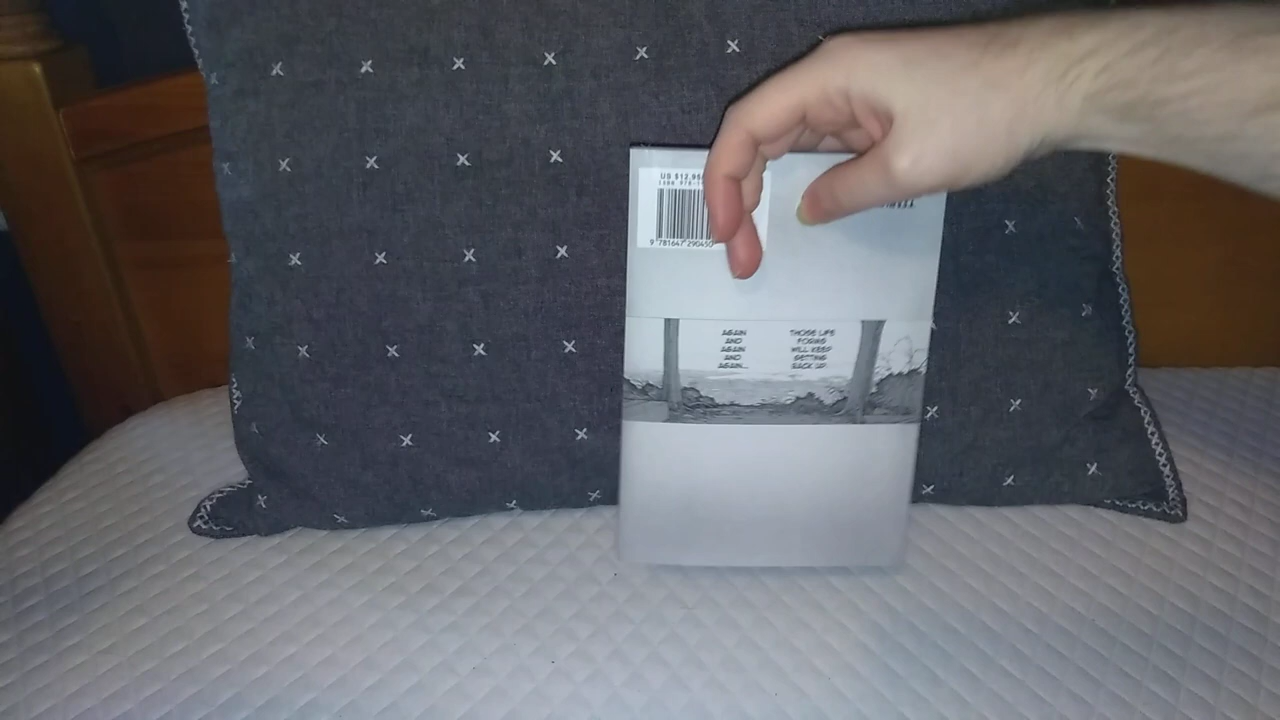 US $12.95
9 781647 290450
AGAIN
AND
AGAIN
AND
AGAIN...
THOSE LIFE
FORMS
WILL KEEP
GETTING
BACK UP.